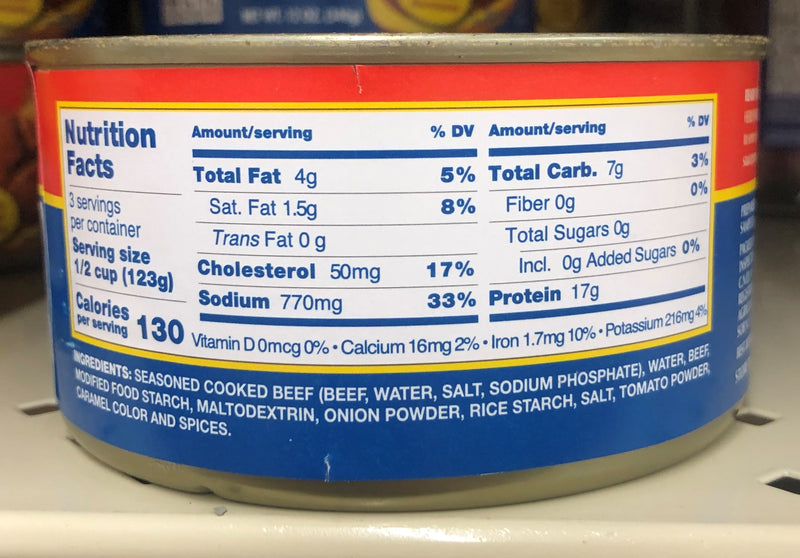 NET WT. 12 OZ. (340g)
Nutrition
Facts
3 servings
per container
Serving size
1/2 cup (123g)
Calories
per serving 130
Amount/serving % DV
Total Fat 4g 5%
Sat. Fat 1.5g 8%
Trans Fat 0 g
Cholesterol 50mg 17%
Sodium 770mg 33%
Amount/serving % DV
Total Carb. 7g 3%
Fiber 0g 0%
Total Sugars 0g
Incl. 0g Added Sugars 0%
Protein 17g
Vitamin D 0mcg 0% • Calcium 16mg 2% • Iron 1.7mg 10% • Potassium 216mg 4%
INGREDIENTS: SEASONED COOKED BEEF (BEEF, WATER, SALT, SODIUM PHOSPHATE), WATER, BEEF,
MODIFIED FOOD STARCH, MALTODEXTRIN, ONION POWDER, RICE STARCH, SALT, TOMATO POWDER,
CARAMEL COLOR AND SPICES.